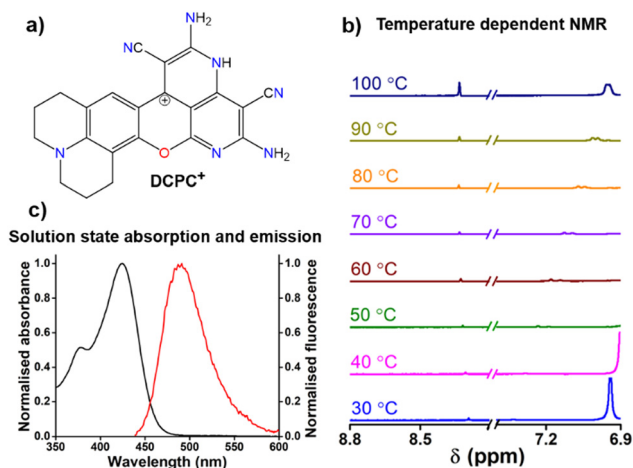 a)
NH₂
NC
NH
CN
⊕
N
O
N
NH₂
DCPC⁺
b)
Temperature dependent NMR
100 °C
90 °C
80 °C
70 °C
60 °C
50 °C
40 °C
30 °C
8.8 8.5 7.2 6.9
δ (ppm)
c)
Solution state absorption and emission
Normalised absorbance
1.0
0.8
0.6
0.4
0.2
0.0
350 400 450 500 550 600
Wavelength (nm)
1.0
0.8
0.6
0.4
0.2
0.0
Normalised fluorescence